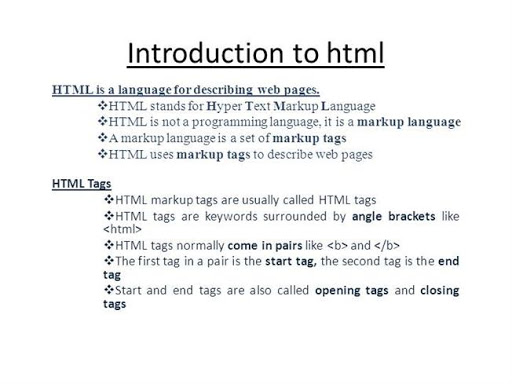 Introduction to html
HTML is a language for describing web pages.
❖HTML stands for Hyper Text Markup Language
❖HTML is not a programming language, it is a markup language
❖A markup language is a set of markup tags
❖HTML uses markup tags to describe web pages
HTML Tags
❖HTML markup tags are usually called HTML tags
❖HTML tags are keywords surrounded by angle brackets like
<html>
❖HTML tags normally come in pairs like <b> and </b>
❖The first tag in a pair is the start tag, the second tag is the end
tag
❖Start and end tags are also called opening tags and closing
tags